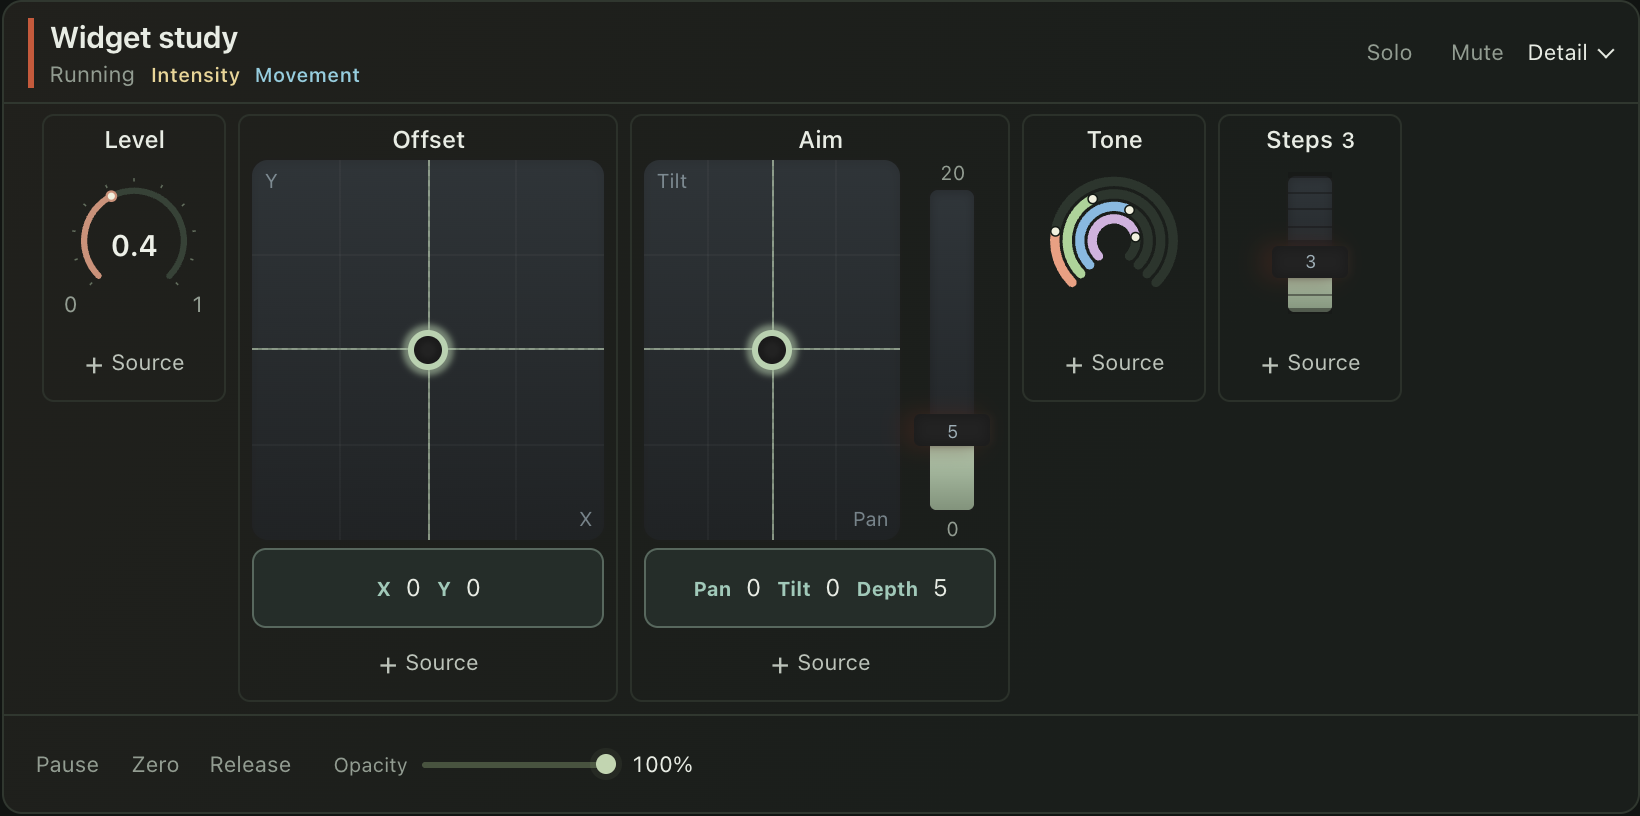 Widget study
Running Intensity Movement
Solo Mute Detail
Level
0.4
0 1
+ Source
Offset
Y
X
X 0 Y 0
+ Source
Aim
Tilt
Pan
20
5
0
Pan 0 Tilt 0 Depth 5
+ Source
Tone
+ Source
Steps 3
3
+ Source
Pause Zero Release Opacity 100%